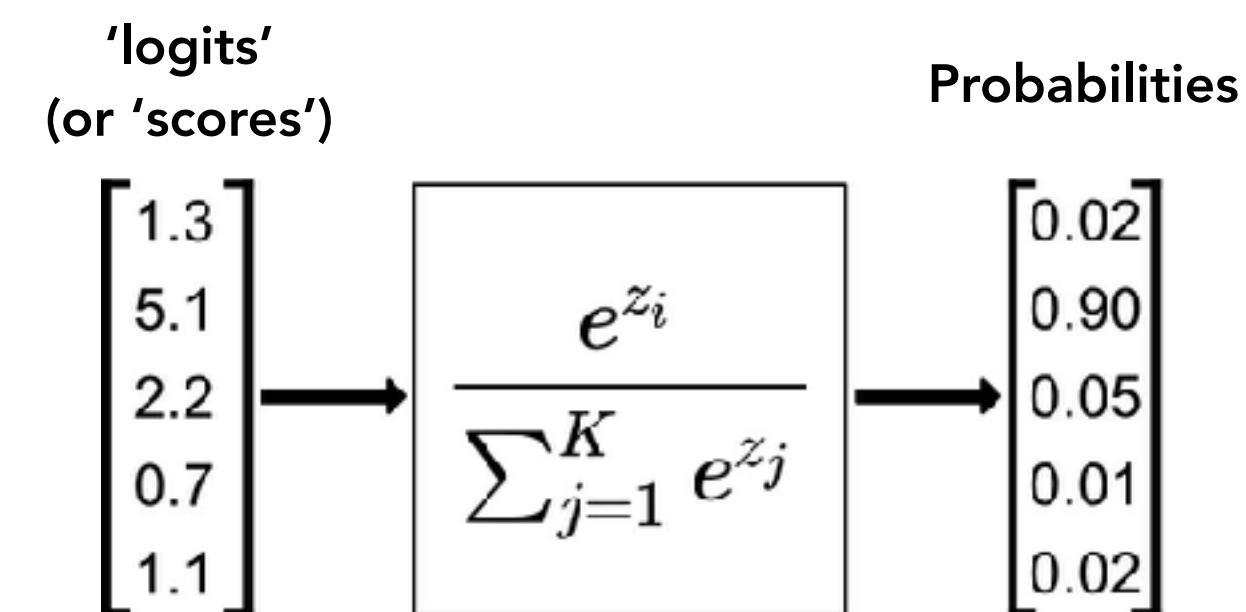 ‘logits’
(or ‘scores’)
Probabilities
1.3
5.1
2.2
0.7
1.1
e^{z_i}
∑_{j=1}^{K} e^{z_j}
0.02
0.90
0.05
0.01
0.02